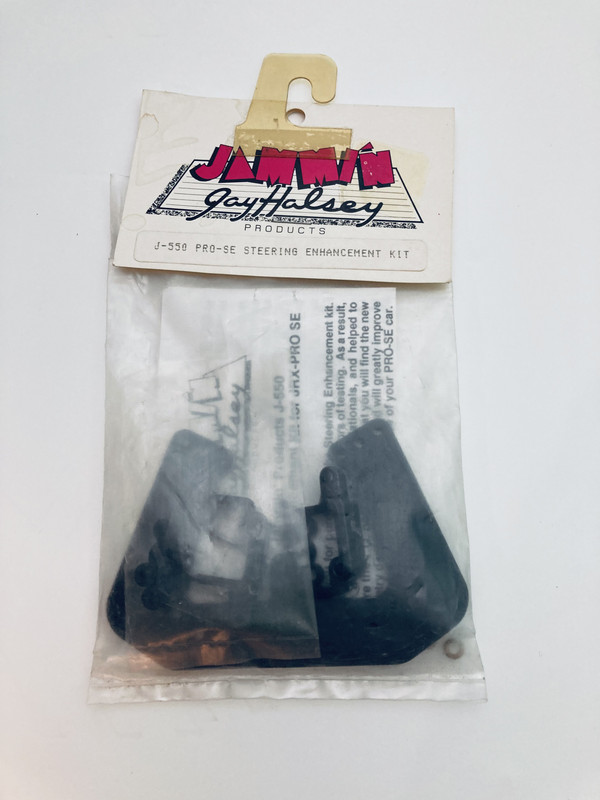 JAMMIN
Jay Halsey
PRODUCTS
J-550 PRO-SE STEERING ENHANCEMENT KIT
Products J-550
Kit for JRX-PRO SE
Steering Enhancement kit.
of testing. As a result,
and helped to
you will find the new
will greatly improve
of your PRO-SE car.